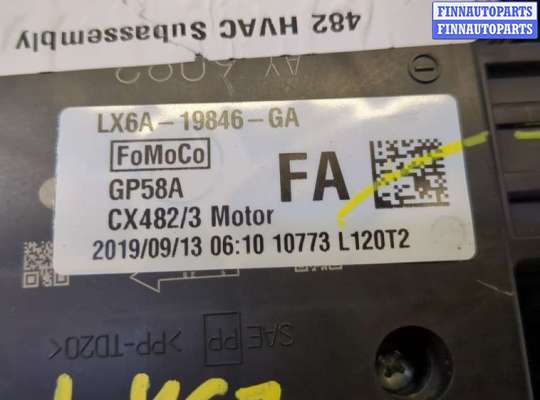 FINNAUTOPARTS
FINNAUTOPARTS
482 HVAC Subassembly
LX6A-19846-GA
FoMoCo
GP58A
FA
CX482/3 Motor
2019/09/13 06:10 10773 L120T2
SAE PP >PP-TD20<